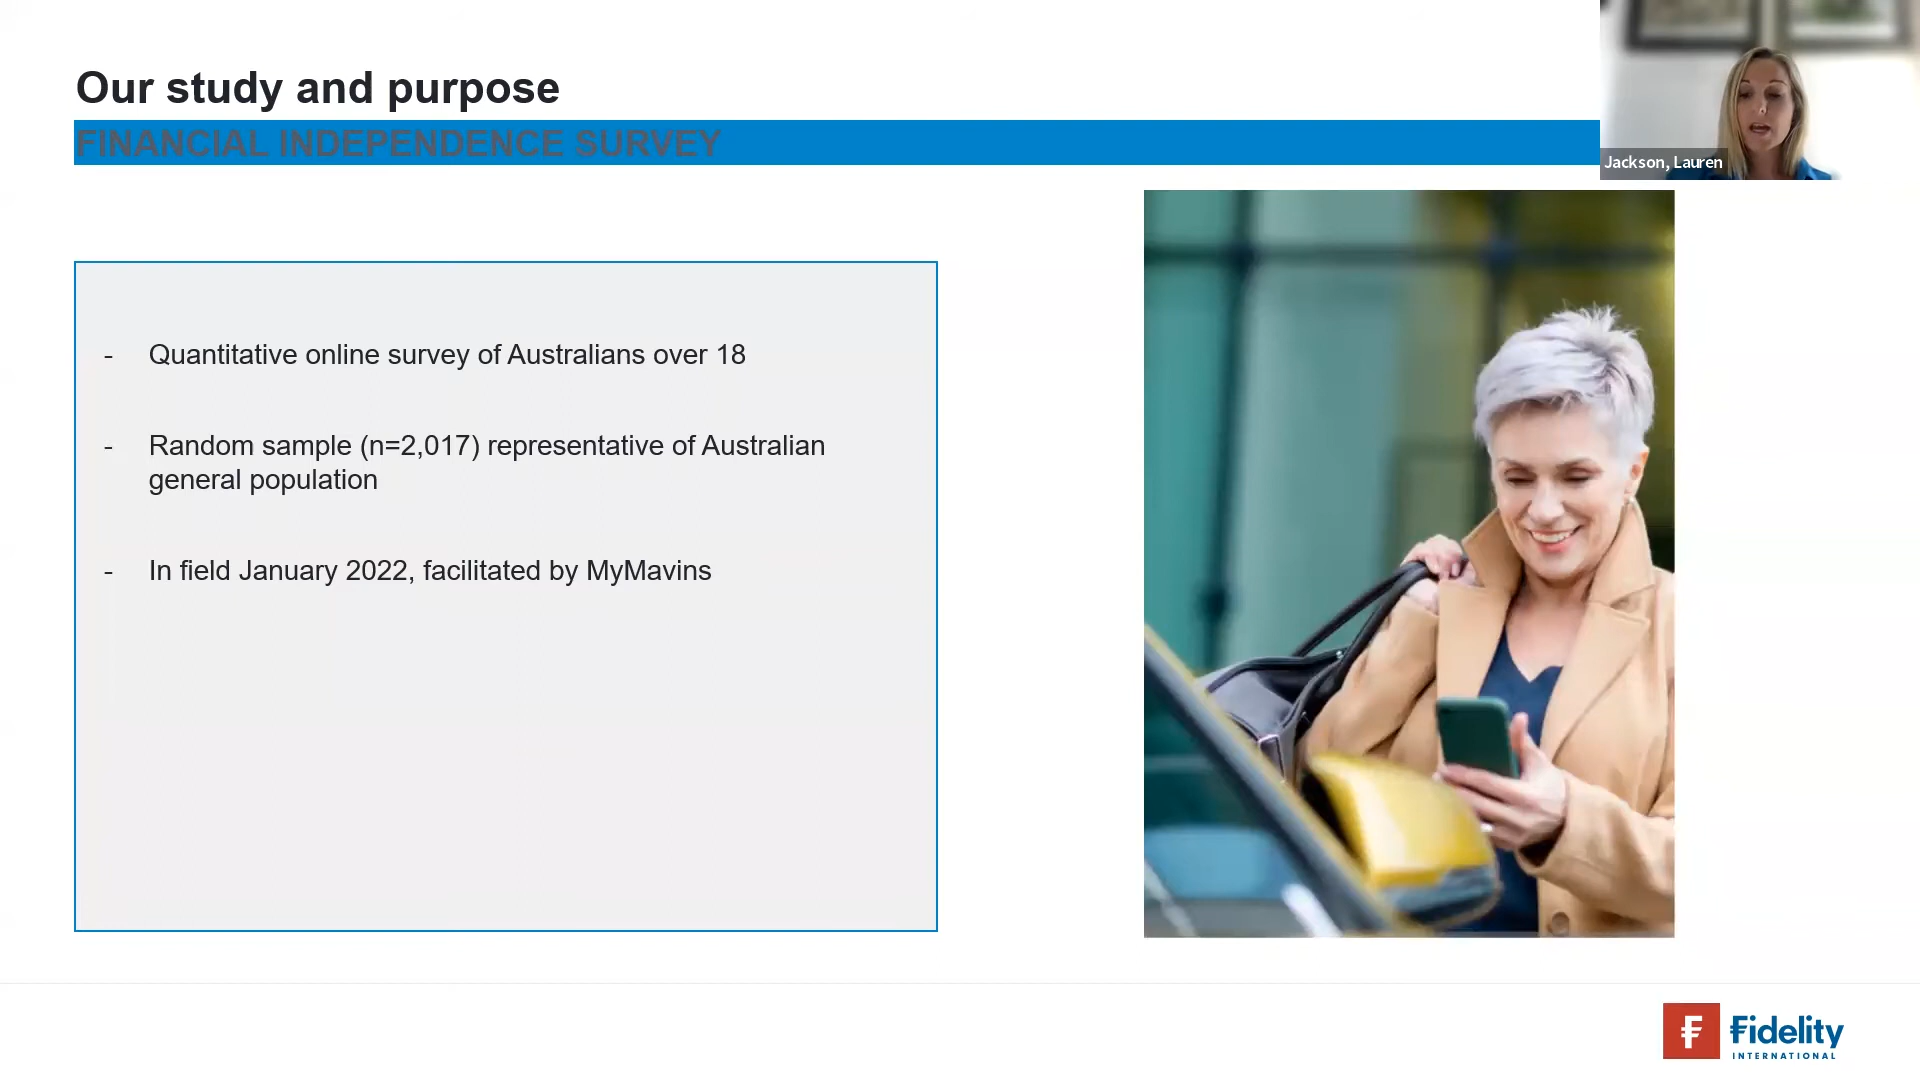 Our study and purpose
FINANCIAL INDEPENDENCE SURVEY
Jackson, Lauren
- Quantitative online survey of Australians over 18
- Random sample (n=2,017) representative of Australian
general population
- In field January 2022, facilitated by MyMavins
Fidelity
INTERNATIONAL